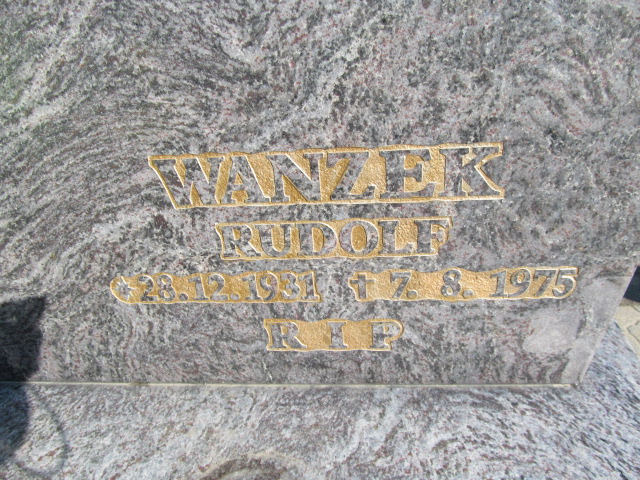 WANZEK
RUDOLF
*28.12.1931 † 7. 8. 1975
R I P